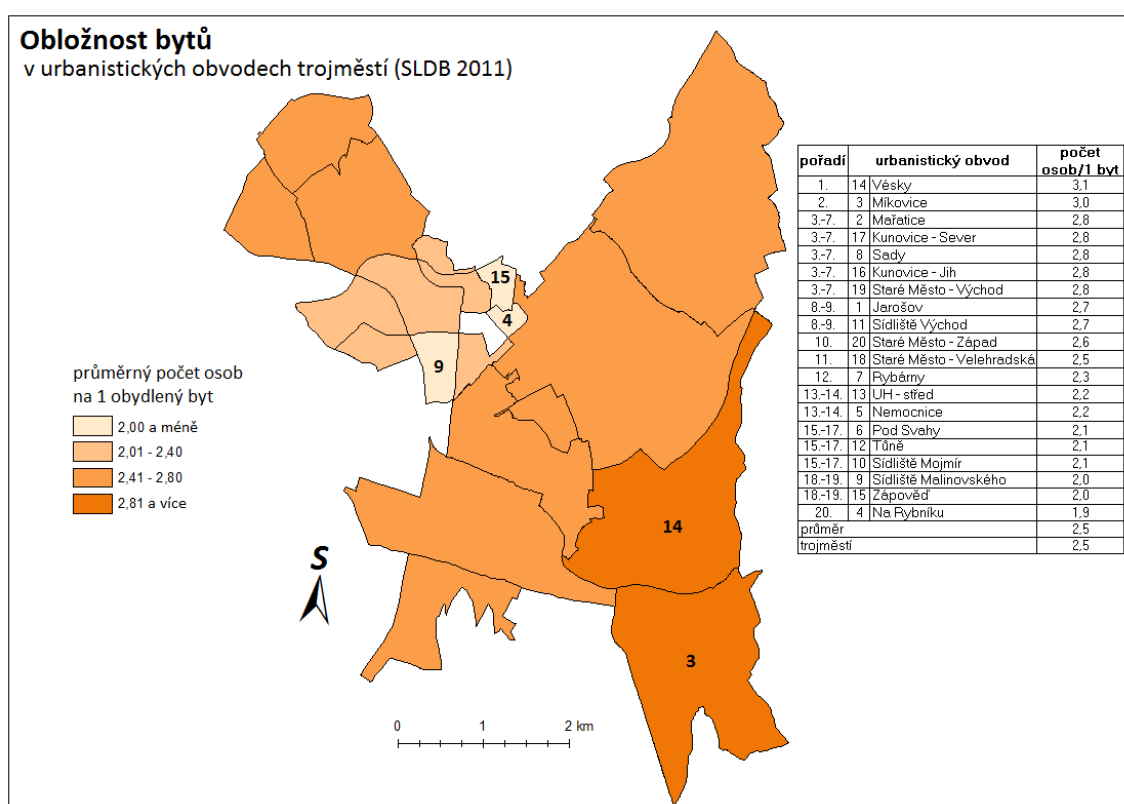 Obložnost bytů
v urbanistických obvodech trojměstí (SLDB 2011)
15
4
9
14
3
průměrný počet osob
na 1 obydlený byt
2,00 a méně
2,01 - 2,40
2,41 - 2,80
2,81 a více
S
0 1 2 km
pořadí urbanistický obvod počet osob/1 byt
1. 14 Vésky 3,1
2. 3 Míkovice 3,0
3.-7. 2 Mařatice 2,8
3.-7. 17 Kunovice - Sever 2,8
3.-7. 8 Sady 2,8
3.-7. 16 Kunovice - Jih 2,8
3.-7. 19 Staré Město - Východ 2,8
8.-9. 1 Jarošov 2,7
8.-9. 11 Sídliště Východ 2,7
10. 20 Staré Město - Západ 2,6
11. 18 Staré Město - Velehradská 2,5
12. 7 Rybárny 2,3
13.-14. 13 UH - střed 2,2
13.-14. 5 Nemocnice 2,2
15.-17. 6 Pod Svahy 2,1
15.-17. 12 Tůně 2,1
15.-17. 10 Sídliště Mojmír 2,1
18.-19. 9 Sídliště Malinovského 2,0
18.-19. 15 Zápověď 2,0
20. 4 Na Rybníku 1,9
průměr 2,5
trojměstí 2,5